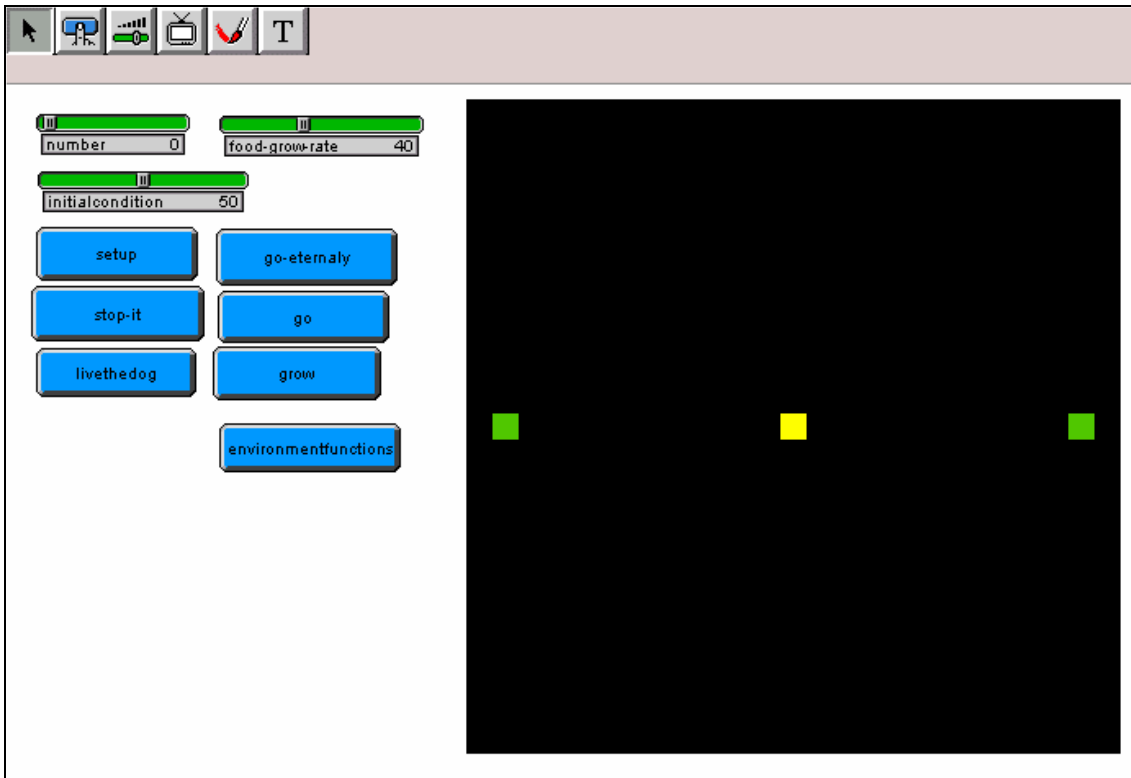 T
number 0
food-grow-rate 40
initialcondition 50
setup
go-eternaly
stop-it
go
livethedog
grow
environmentfunctions